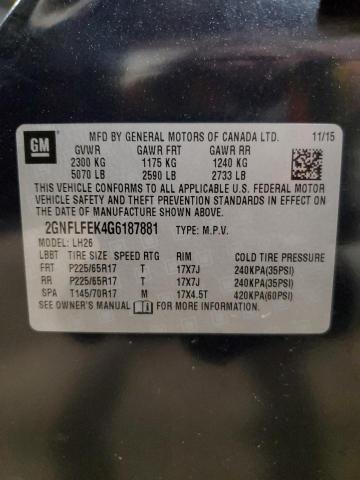 GM
MFD BY GENERAL MOTORS OF CANADA LTD. 11/15
GVWR GAWR FRT GAWR RR
2300 KG 1175 KG 1240 KG
5070 LB 2590 LB 2733 LB
THIS VEHICLE CONFORMS TO ALL APPLICABLE U.S. FEDERAL MOTOR
VEHICLE SAFETY & THEFT PREVENTION STANDARDS IN EFFECT ON
THE DATE OF MANUFACTURE SHOWN ABOVE.
2GNFLFEK4G6187881 TYPE: M.P.V.
MODEL: LH26
LBBT TIRE SIZE SPEED RTG RIM COLD TIRE PRESSURE
FRT P225/65R17 T 17X7J 240KPA(35PSI)
RR P225/65R17 T 17X7J 240KPA(35PSI)
SPA T145/70R17 M 17X4.5T 420KPA(60PSI)
SEE OWNER'S MANUAL FOR ADDITIONAL INFORMATION.